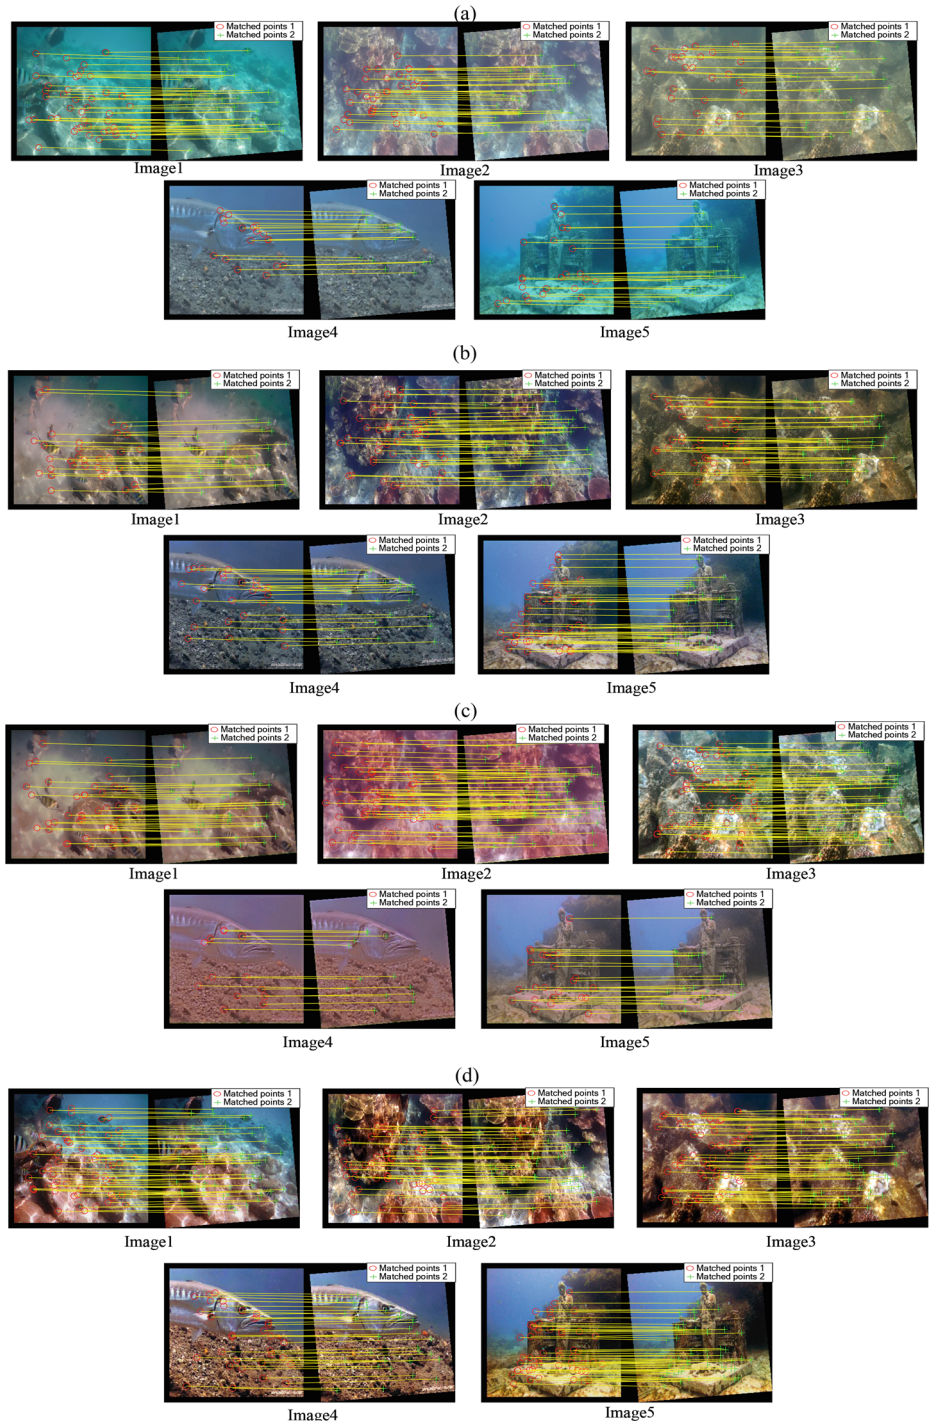 (a)
Matched points 1
Matched points 2
Matched points 1
Matched points 2
Matched points 1
Matched points 2
Image1
Image2
Image3
Matched points 1
Matched points 2
Matched points 1
Matched points 2
Image4
Image5
(b)
Matched points 1
Matched points 2
Matched points 1
Matched points 2
Matched points 1
Matched points 2
Image1
Image2
Image3
Matched points 1
Matched points 2
Matched points 1
Matched points 2
Image4
Image5
(c)
Matched points 1
Matched points 2
Matched points 1
Matched points 2
Matched points 1
Matched points 2
Image1
Image2
Image3
Matched points 1
Matched points 2
Matched points 1
Matched points 2
Image4
Image5
(d)
Matched points 1
Matched points 2
Matched points 1
Matched points 2
Matched points 1
Matched points 2
Image1
Image2
Image3
Matched points 1
Matched points 2
Matched points 1
Matched points 2
Image4
Image5